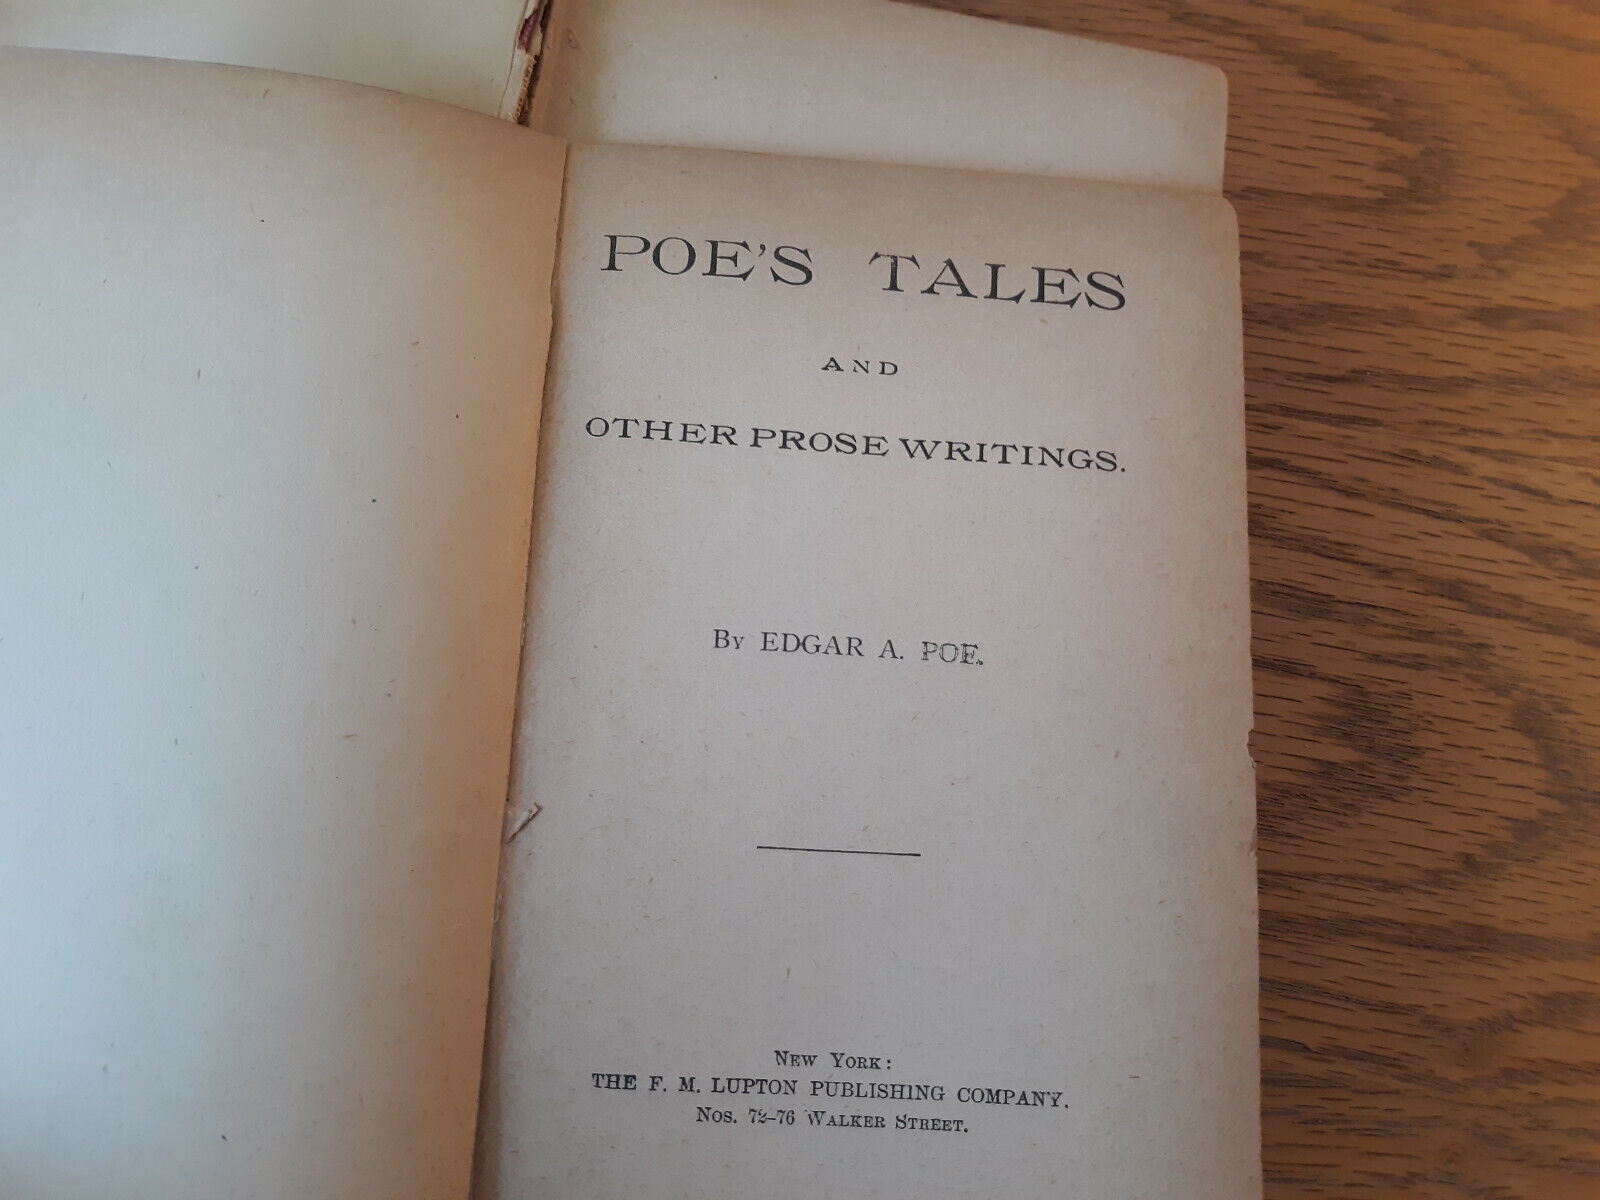 POE'S TALES
AND
OTHER PROSE WRITINGS.
By EDGAR A. POE.
New York:
THE F. M. LUPTON PUBLISHING COMPANY.
Nos. 72–76 Walker Street.